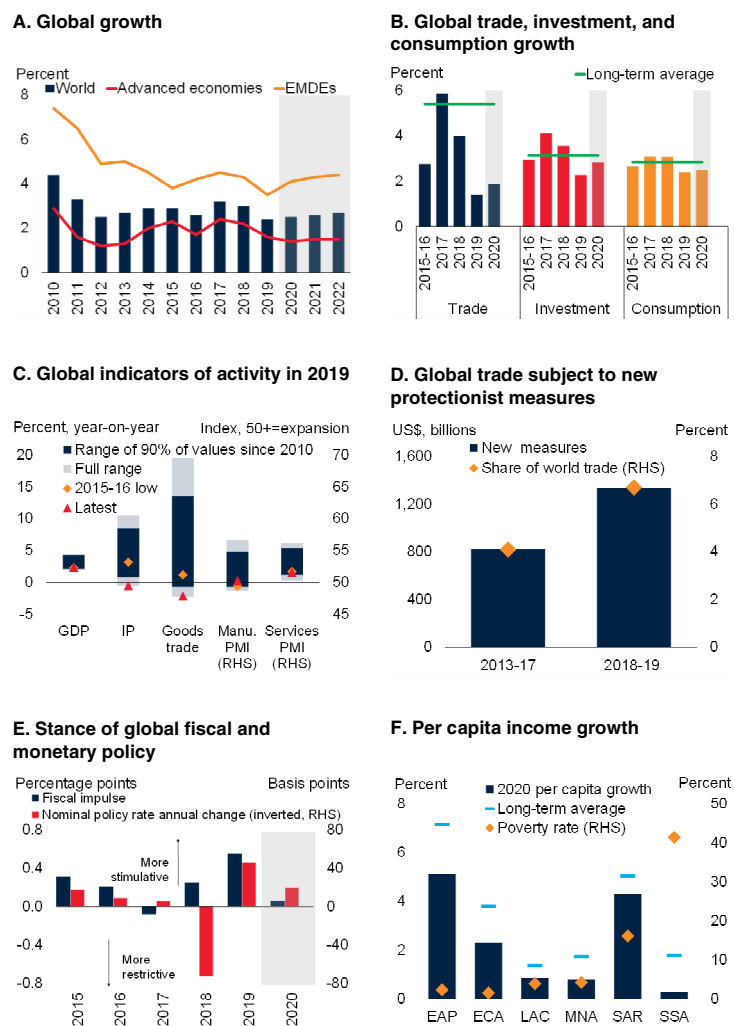 A. Global growth
Percent
World Advanced economies EMDEs
8
6
4
2
0
2010 2011 2012 2013 2014 2015 2016 2017 2018 2019 2020 2021 2022
B. Global trade, investment, and
consumption growth
Percent
Long-term average
6
4
2
0
2015-16 2017 2018 2019 2020 2015-16 2017 2018 2019 2020 2015-16 2017 2018 2019 2020
Trade Investment Consumption
C. Global indicators of activity in 2019
Percent, year-on-year Index, 50+=expansion
Range of 90% of values since 2010
Full range
2015-16 low
Latest
20 70
15 65
10 60
5 55
0 50
-5 45
GDP IP Goods Manu. Services
trade PMI PMI
(RHS) (RHS)
D. Global trade subject to new
protectionist measures
US$, billions Percent
New measures
Share of world trade (RHS)
1,600 8
1,200 6
800 4
400 2
0 0
2013-17 2018-19
E. Stance of global fiscal and
monetary policy
Percentage points Basis points
Fiscal impulse
Nominal policy rate annual change (inverted, RHS)
0.8 80
0.4 40
0.0 0
-0.4 -40
-0.8 -80
More
stimulative
More
restrictive
2015 2016 2017 2018 2019 2020
F. Per capita income growth
Percent Percent
2020 per capita growth
Long-term average
Poverty rate (RHS)
8 50
6 40
4 30
2 20
0 10
0
EAP ECA LAC MNA SAR SSA